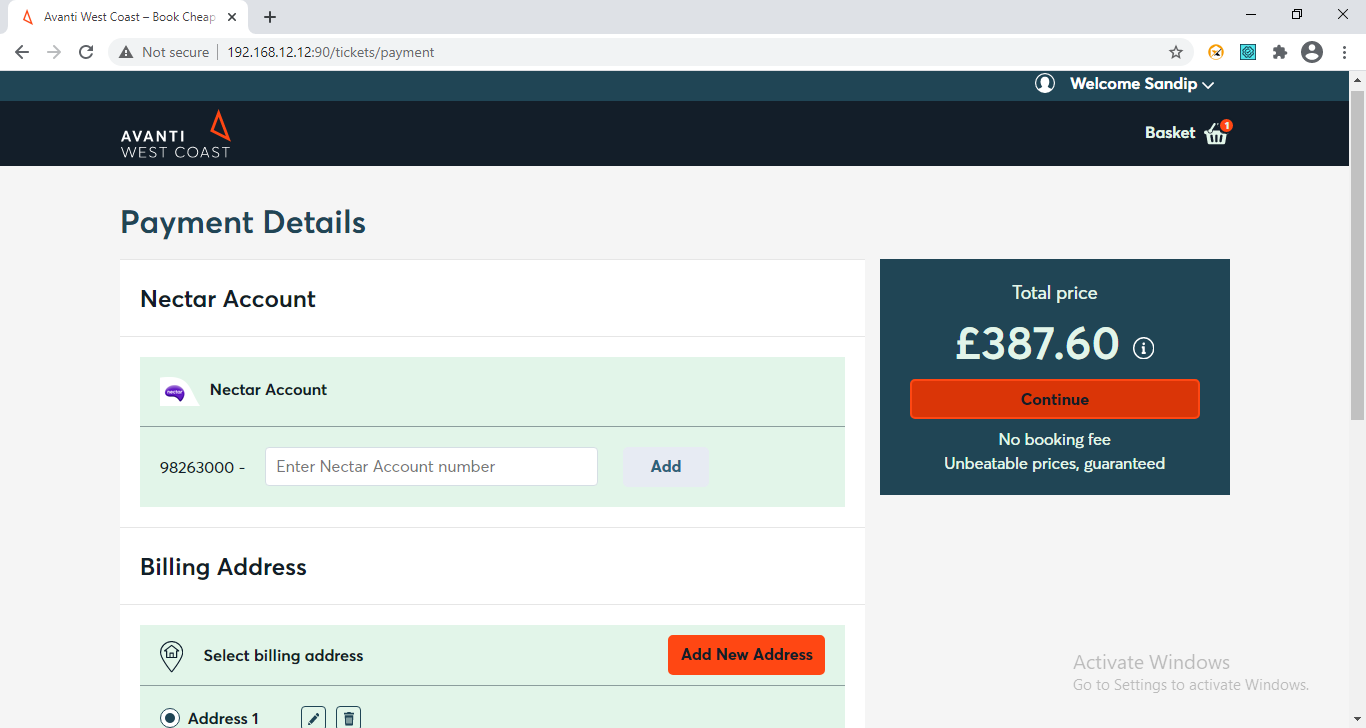 Avanti West Coast – Book Cheap
Not secure
192.168.12.12:90/tickets/payment
Welcome Sandip
AVANTI
WEST COAST
Basket
1
Payment Details
Nectar Account
nectar
Nectar Account
98263000 -
Enter Nectar Account number
Add
Total price
£387.60
Continue
No booking fee
Unbeatable prices, guaranteed
Billing Address
Select billing address
Add New Address
Address 1
Activate Windows
Go to Settings to activate Windows.